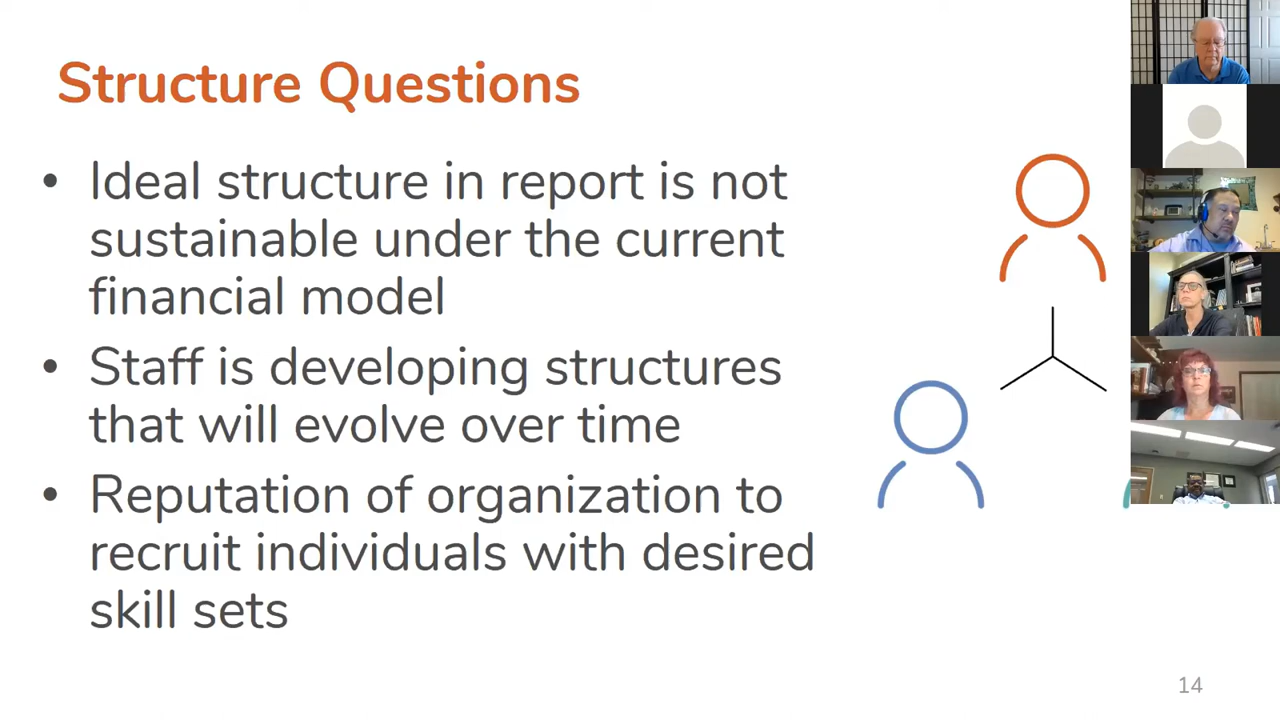 Structure Questions
• Ideal structure in report is not
sustainable under the current
financial model
• Staff is developing structures
that will evolve over time
• Reputation of organization to
recruit individuals with desired
skill sets
14